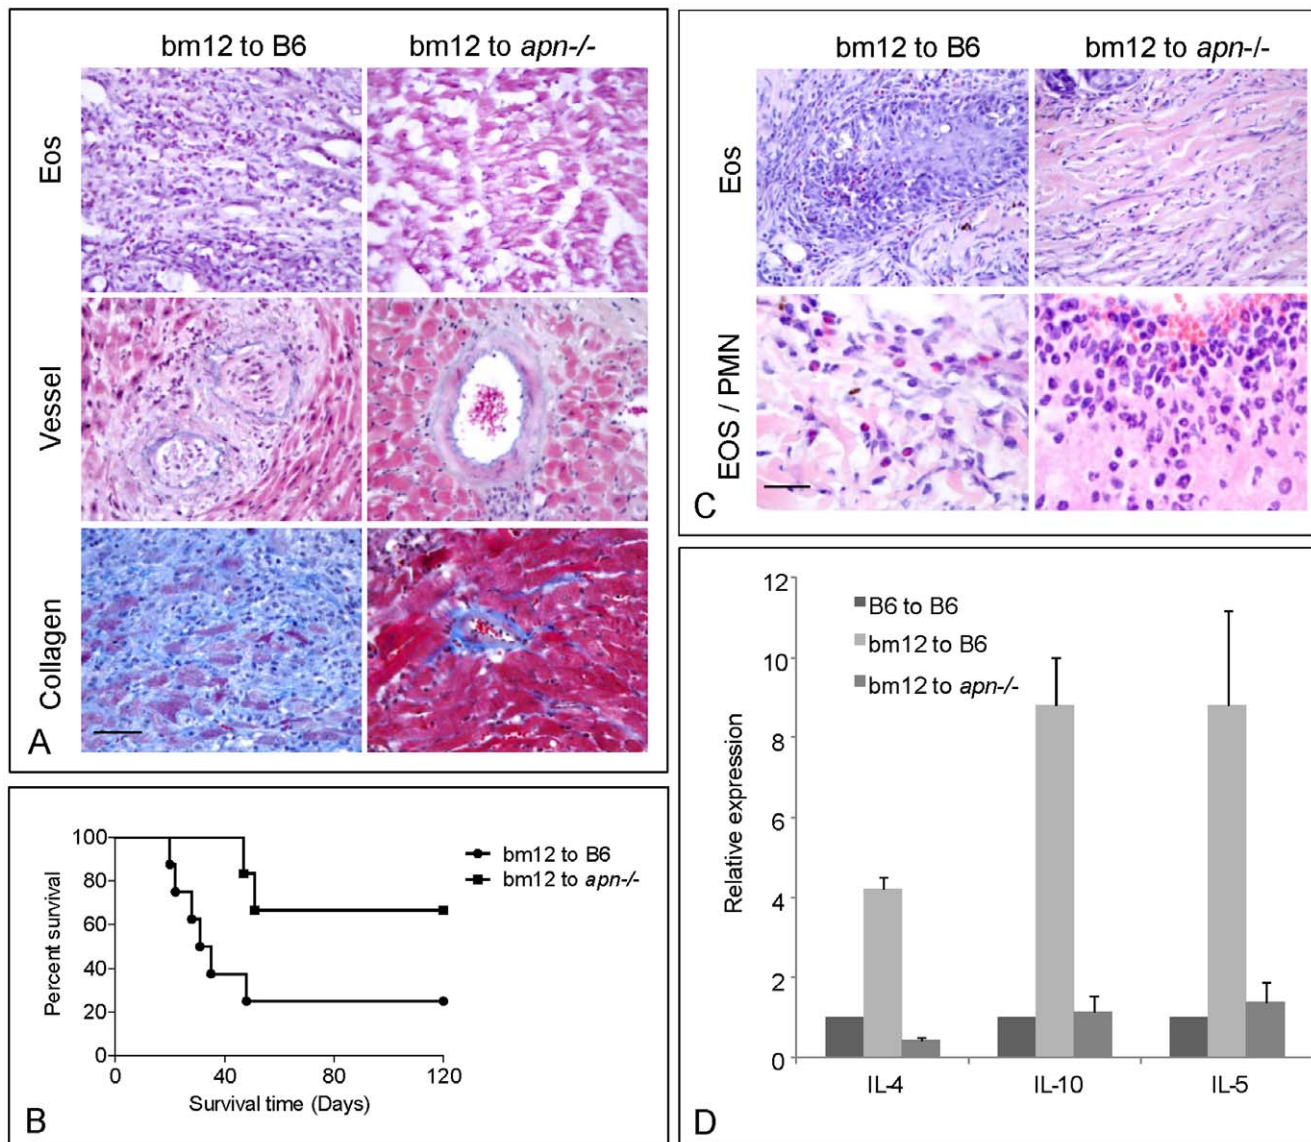 bm12 to B6 bm12 to apn-/-
Eos
Vessel
Collagen
A
bm12 to B6 bm12 to apn-/-
Eos
EOS / PMN
C
100
80
60
40
20
0
Percent survival
0 40 80 120
Survival time (Days)
bm12 to B6
bm12 to apn-/-
B
12
10
8
6
4
2
0
Relative expression
B6 to B6
bm12 to B6
bm12 to apn-/-
IL-4 IL-10 IL-5
D